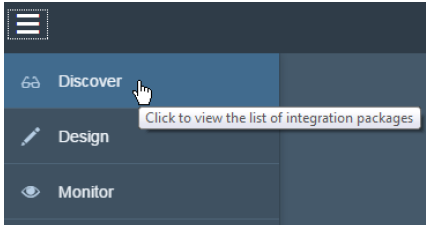 Discover
Click to view the list of integration packages
Design
Monitor